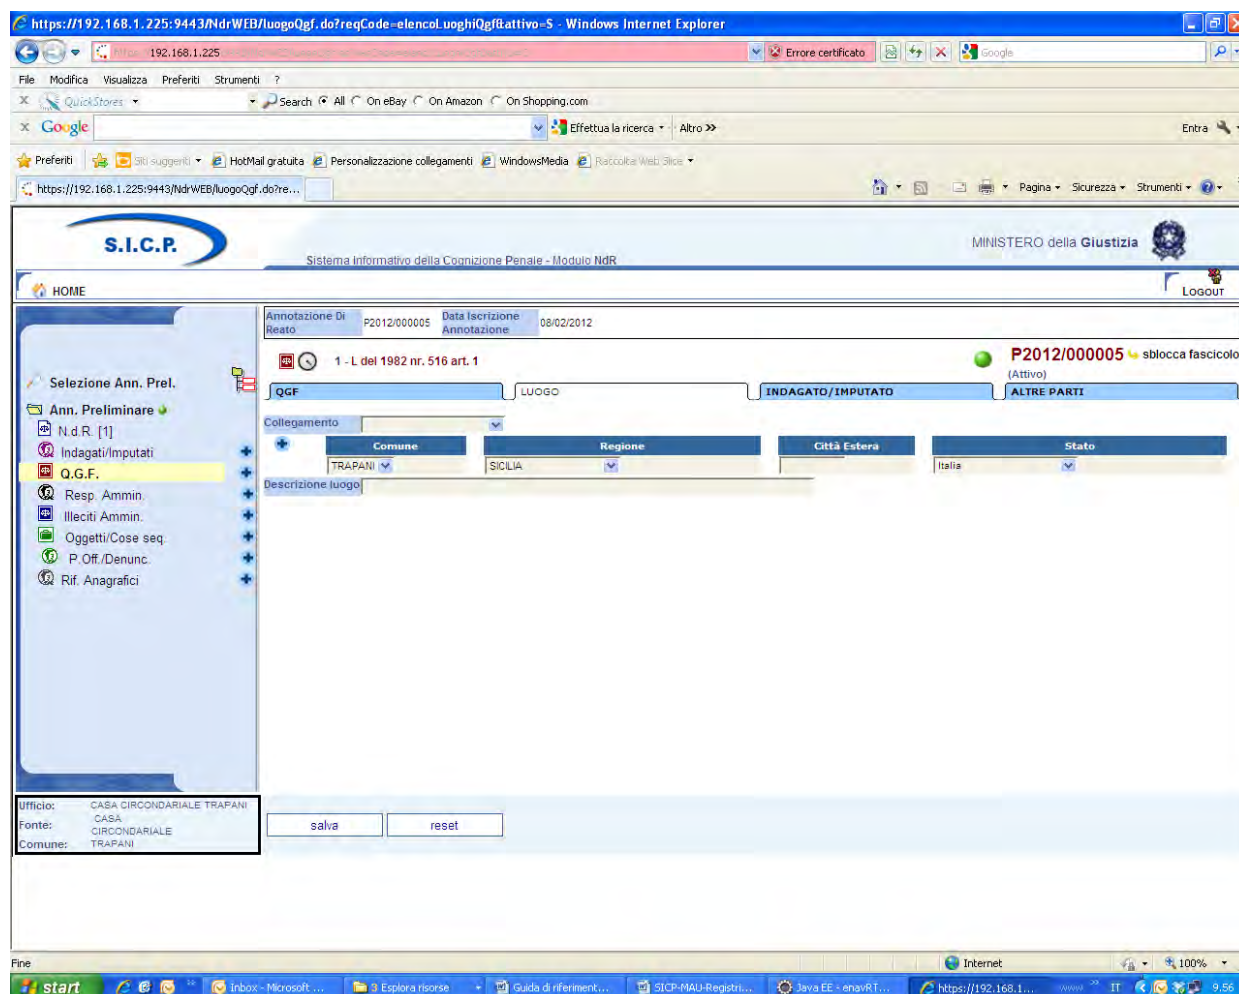 https://192.168.1.225:9443/NdrWEB/luogoQgf.do?reqCode=elencoLuoghiQgf&attivo=S - Windows Internet Explorer
192.168.1.225
Errore certificato
Google
File Modifica Visualizza Preferiti Strumenti ?
X QuickStores Search All On eBay On Amazon On Shopping.com
x Google Effettua la ricerca Altro >> Entra
Preferiti Siti suggeriti HotMail gratuita Personalizzazione collegamenti WindowsMedia Raccolta Web Slice
https://192.168.1.225:9443/NdrWEB/luogoQgf.do?re... Pagina Sicurezza Strumenti
S.I.C.P.
Sistema Informativo della Cognizione Penale - Modulo NdR
MINISTERO della Giustizia
HOME
LOGOUT
Annotazione Di Reato P2012/000005 Data Iscrizione Annotazione 08/02/2012
1 - L del 1982 nr. 516 art. 1
P2012/000005 sblocca fascicolo
(Attivo)
QGF LUOGO INDAGATO/IMPUTATO ALTRE PARTI
Selezione Ann. Prel.
Ann. Preliminare
N.d.R. [1]
Indagati/Imputati
Q.G.F.
Resp. Ammin.
Illeciti Ammin.
Oggetti/Cose seq.
P.Off./Denunc.
Rif. Anagrafici
Collegamento
Comune Regione Città Estera Stato
TRAPANI SICILIA Italia
Descrizione luogo
Ufficio: CASA CIRCONDARIALE TRAPANI
Fonte: CASA CIRCONDARIALE
Comune: TRAPANI
salva reset
Fine Internet 100%
start Inbox - Microsoft ... 3 Esplora risorse Guida di riferiment... SICP-MAU-Registri... Java EE - enavRT... https://192.168.1... www IT 9.56